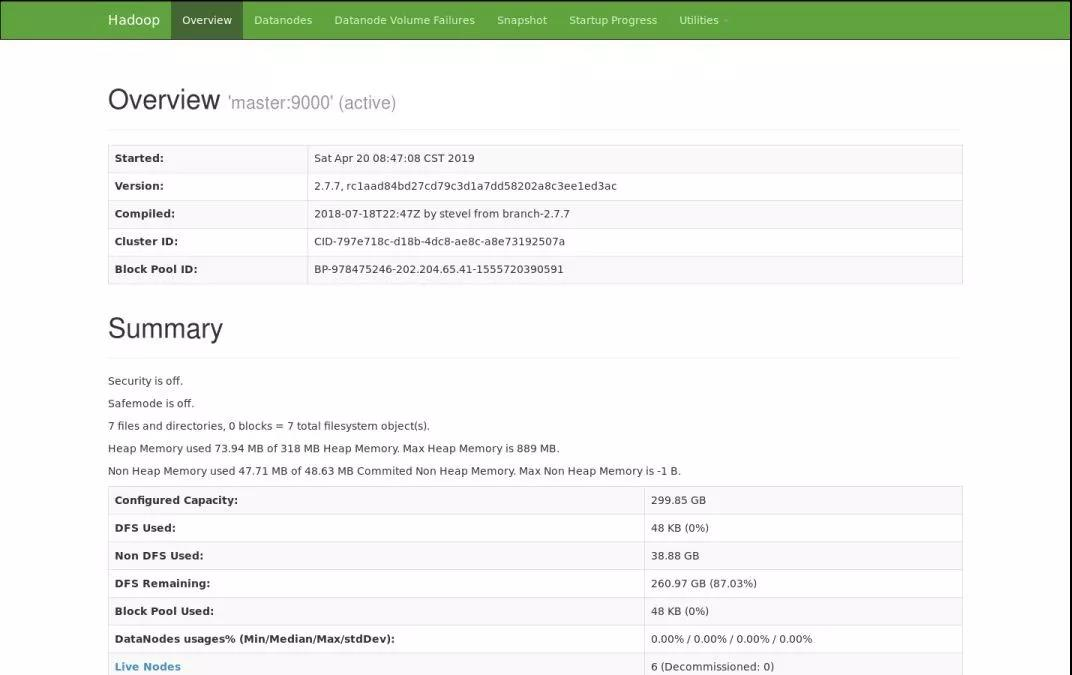 Hadoop Overview Datanodes Datanode Volume Failures Snapshot Startup Progress Utilities
Overview 'master:9000' (active)
Started: Sat Apr 20 08:47:08 CST 2019
Version: 2.7.7, rc1aad84bd27cd79c3d1a7dd58202a8c3ee1ed3ac
Compiled: 2018-07-18T22:47Z by stevel from branch-2.7.7
Cluster ID: CID-797e718c-d18b-4dc8-ae8c-a8e73192507a
Block Pool ID: BP-978475246-202.204.65.41-1555720390591
Summary
Security is off.
Safemode is off.
7 files and directories, 0 blocks = 7 total filesystem object(s).
Heap Memory used 73.94 MB of 318 MB Heap Memory. Max Heap Memory is 889 MB.
Non Heap Memory used 47.71 MB of 48.63 MB Commited Non Heap Memory. Max Non Heap Memory is -1 B.
Configured Capacity: 299.85 GB
DFS Used: 48 KB (0%)
Non DFS Used: 38.88 GB
DFS Remaining: 260.97 GB (87.03%)
Block Pool Used: 48 KB (0%)
DataNodes usages% (Min/Median/Max/stdDev): 0.00% / 0.00% / 0.00% / 0.00%
Live Nodes 6 (Decommissioned: 0)